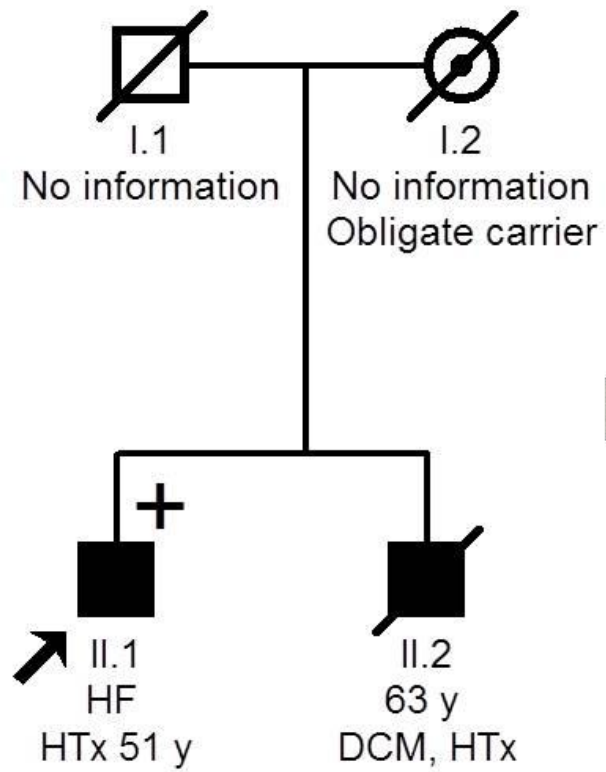 I.1
No information
I.2
No information
Obligate carrier
+
II.1
HF
HTx 51 y
II.2
63 y
DCM, HTx